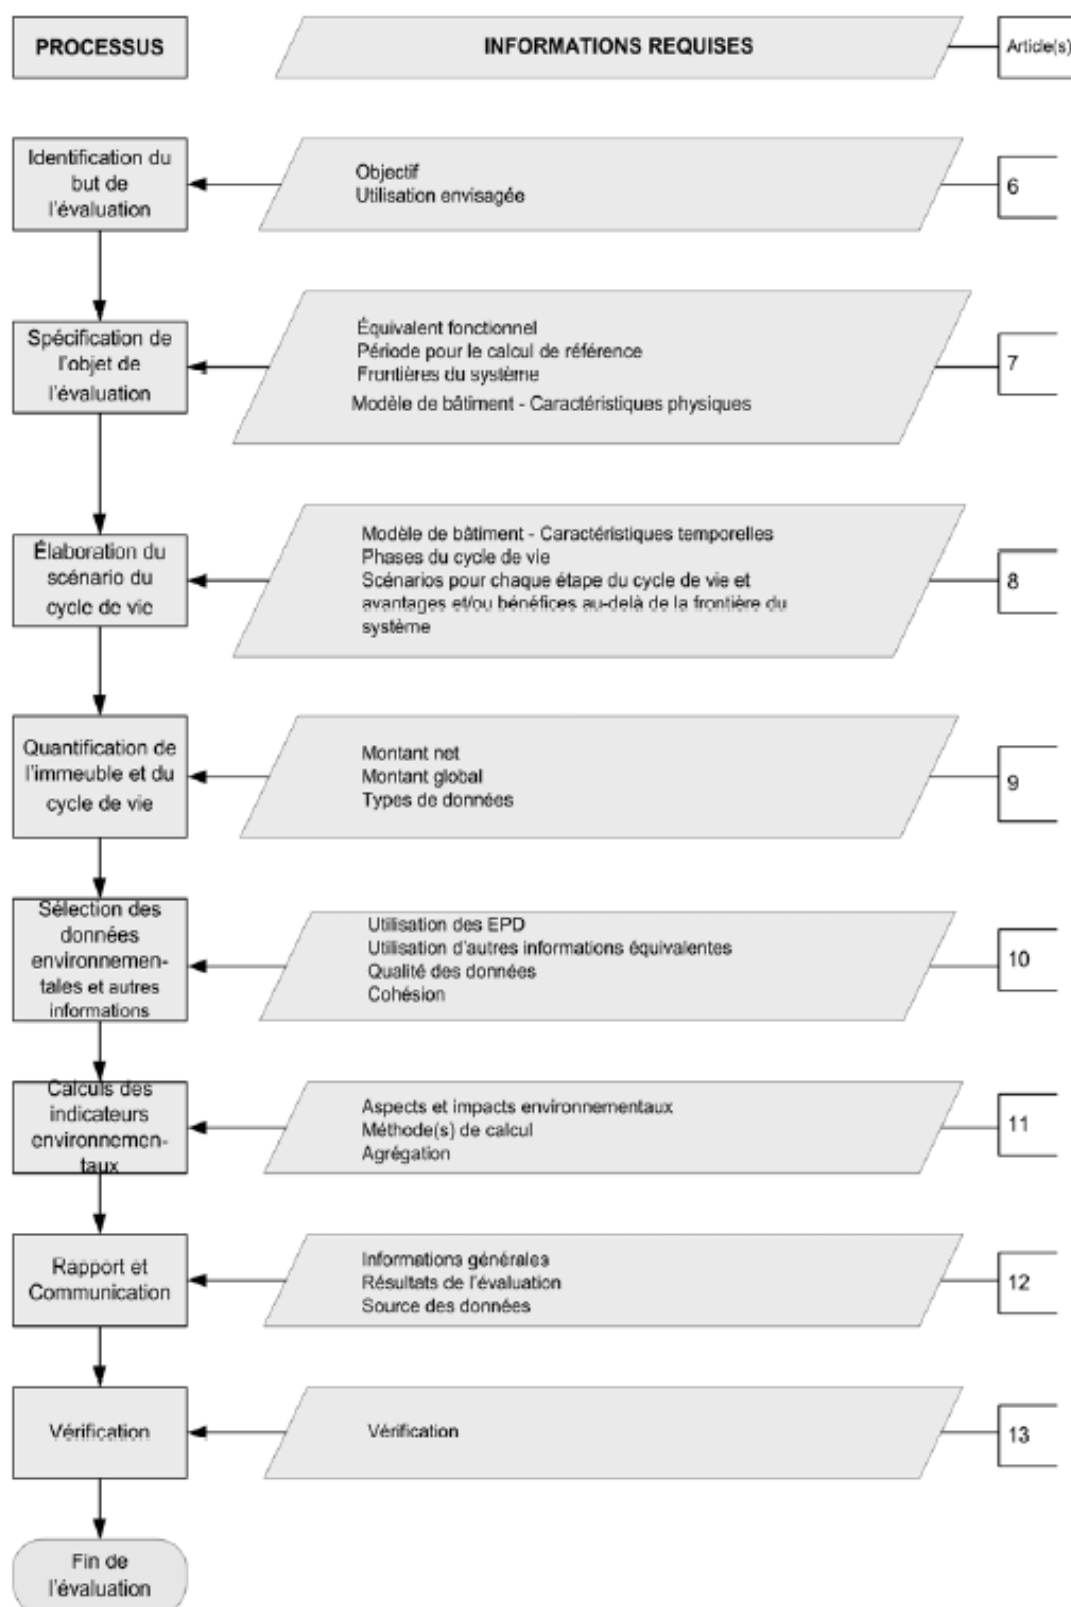 PROCESSUS
INFORMATIONS REQUISES
Article(s)
Identification du
but de
l'évaluation
Objectif
Utilisation envisagée
6
Spécification de
l'objet de
l'évaluation
Équivalent fonctionnel
Période pour le calcul de référence
Frontières du système
Modèle de bâtiment - Caractéristiques physiques
7
Élaboration du
scénario du
cycle de vie
Modèle de bâtiment - Caractéristiques temporelles
Phases du cycle de vie
Scénarios pour chaque étape du cycle de vie et
avantages et/ou bénéfices au-delà de la frontière du
système
8
Quantification de
l'immeuble et du
cycle de vie
Montant net
Montant global
Types de données
9
Sélection des
données
environnemen-
tales et autres
informations
Utilisation des EPD
Utilisation d'autres informations équivalentes
Qualité des données
Cohésion
10
Calculs des
indicateurs
environnemen-
taux
Aspects et impacts environnementaux
Méthode(s) de calcul
Agrégation
11
Rapport et
Communication
Informations générales
Résultats de l'évaluation
Source des données
12
Vérification
Vérification
13
Fin de
l'évaluation